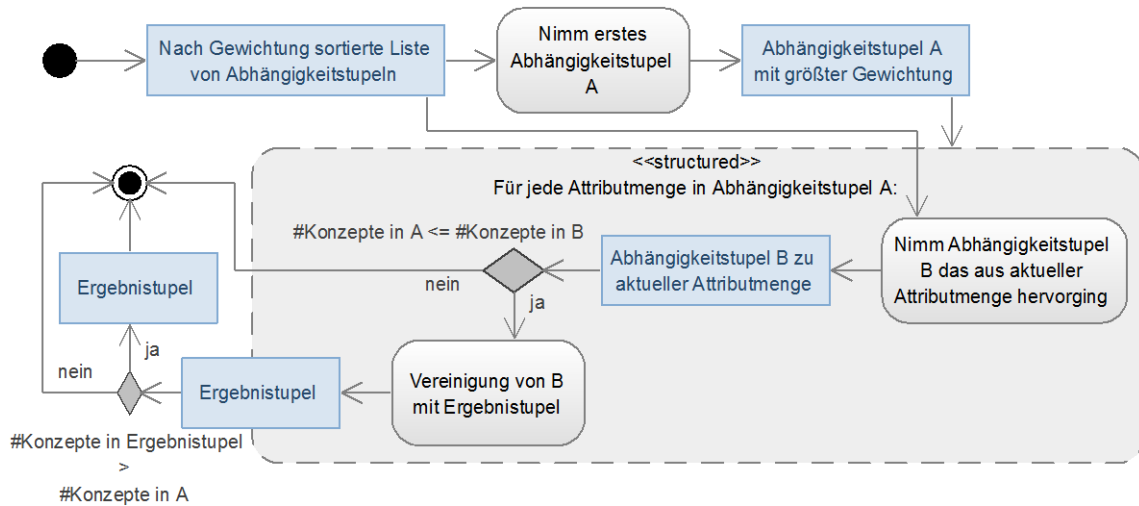 Nach Gewichtung sortierte Liste
von Abhängigkeitstupeln
Nimm erstes
Abhängigkeitstupel
A
Abhängigkeitstupel A
mit größter Gewichtung
<<structured>>
Für jede Attributmenge in Abhängigkeitstupel A:
Nimm Abhängigkeitstupel
B das aus aktueller
Attributmenge hervorging
Abhängigkeitstupel B zu
aktueller Attributmenge
#Konzepte in A <= #Konzepte in B
nein
ja
Vereinigung von B
mit Ergebnistupel
Ergebnistupel
#Konzepte in Ergebnistupel
>
#Konzepte in A
nein
ja
Ergebnistupel